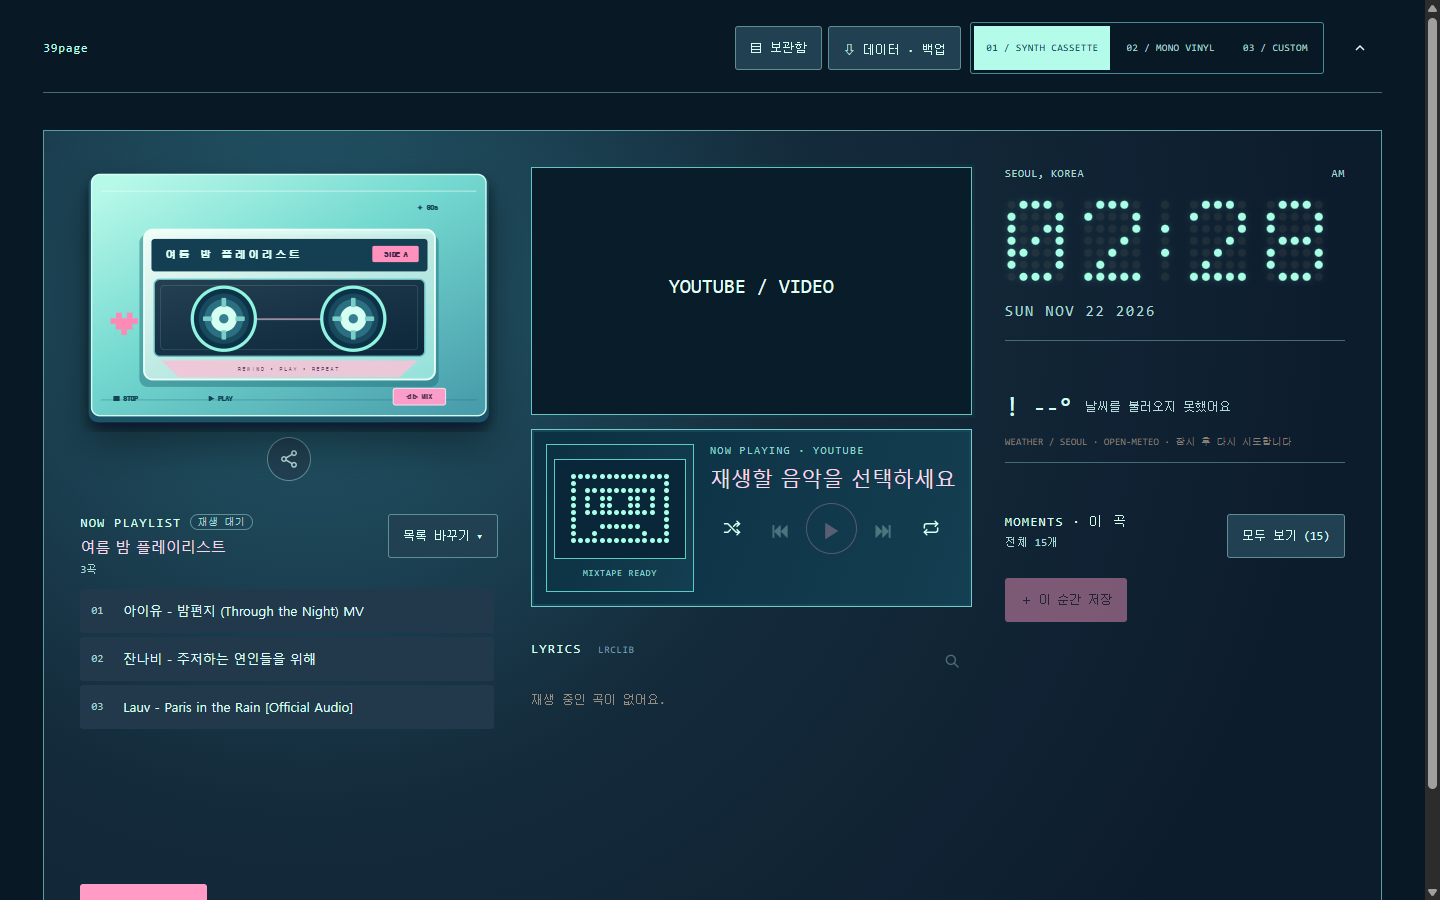 39page
보관함
데이터 · 백업
01 / SYNTH CASSETTE
02 / MONO VINYL
03 / CUSTOM
+ 90s
여름 밤 플레이리스트
SIDE A
REWIND • PLAY • REPEAT
STOP
PLAY
MIX
NOW PLAYLIST
재생 대기
여름 밤 플레이리스트
3곡
목록 바꾸기 ▾
01 아이유 - 밤편지 (Through the Night) MV
02 잔나비 - 주저하는 연인들을 위해
03 Lauv - Paris in the Rain [Official Audio]
YOUTUBE / VIDEO
MIXTAPE READY
NOW PLAYING · YOUTUBE
재생할 음악을 선택하세요
LYRICS LRCLIB
재생 중인 곡이 없어요.
SEOUL, KOREA
AM
02:28
SUN NOV 22 2026
! --° 날씨를 불러오지 못했어요
WEATHER / SEOUL · OPEN-METEO · 잠시 후 다시 시도합니다
MOMENTS · 이 곡
전체 15개
모두 보기 (15)
+ 이 순간 저장